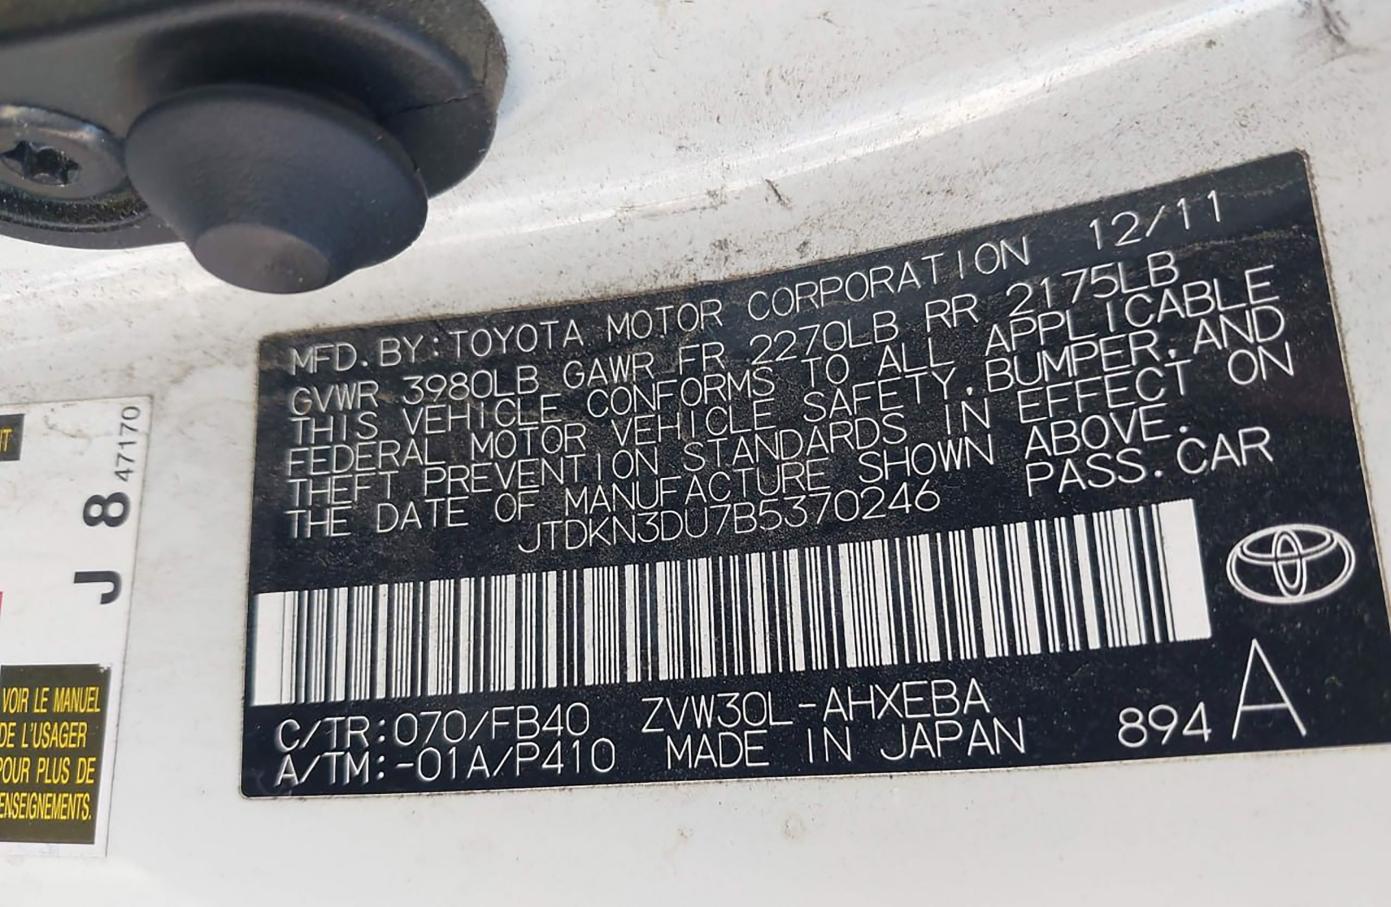 MFD.BY:TOYOTA MOTOR CORPORATION 12/11
GVWR 3980LB GAWR FR 2270LB RR 2175LB
THIS VEHICLE CONFORMS TO ALL APPLICABLE
FEDERAL MOTOR VEHICLE SAFETY,BUMPER,AND
THEFT PREVENTION STANDARDS IN EFFECT ON
THE DATE OF MANUFACTURE SHOWN ABOVE.
JTDKN3DU7B5370246 PASS.CAR
C/TR:070/FB40 ZVW30L-AHXEBA
A/TM:-01A/P410 MADE IN JAPAN 894 A
J 8 47170
VOIR LE MANUEL
DE L'USAGER
POUR PLUS DE